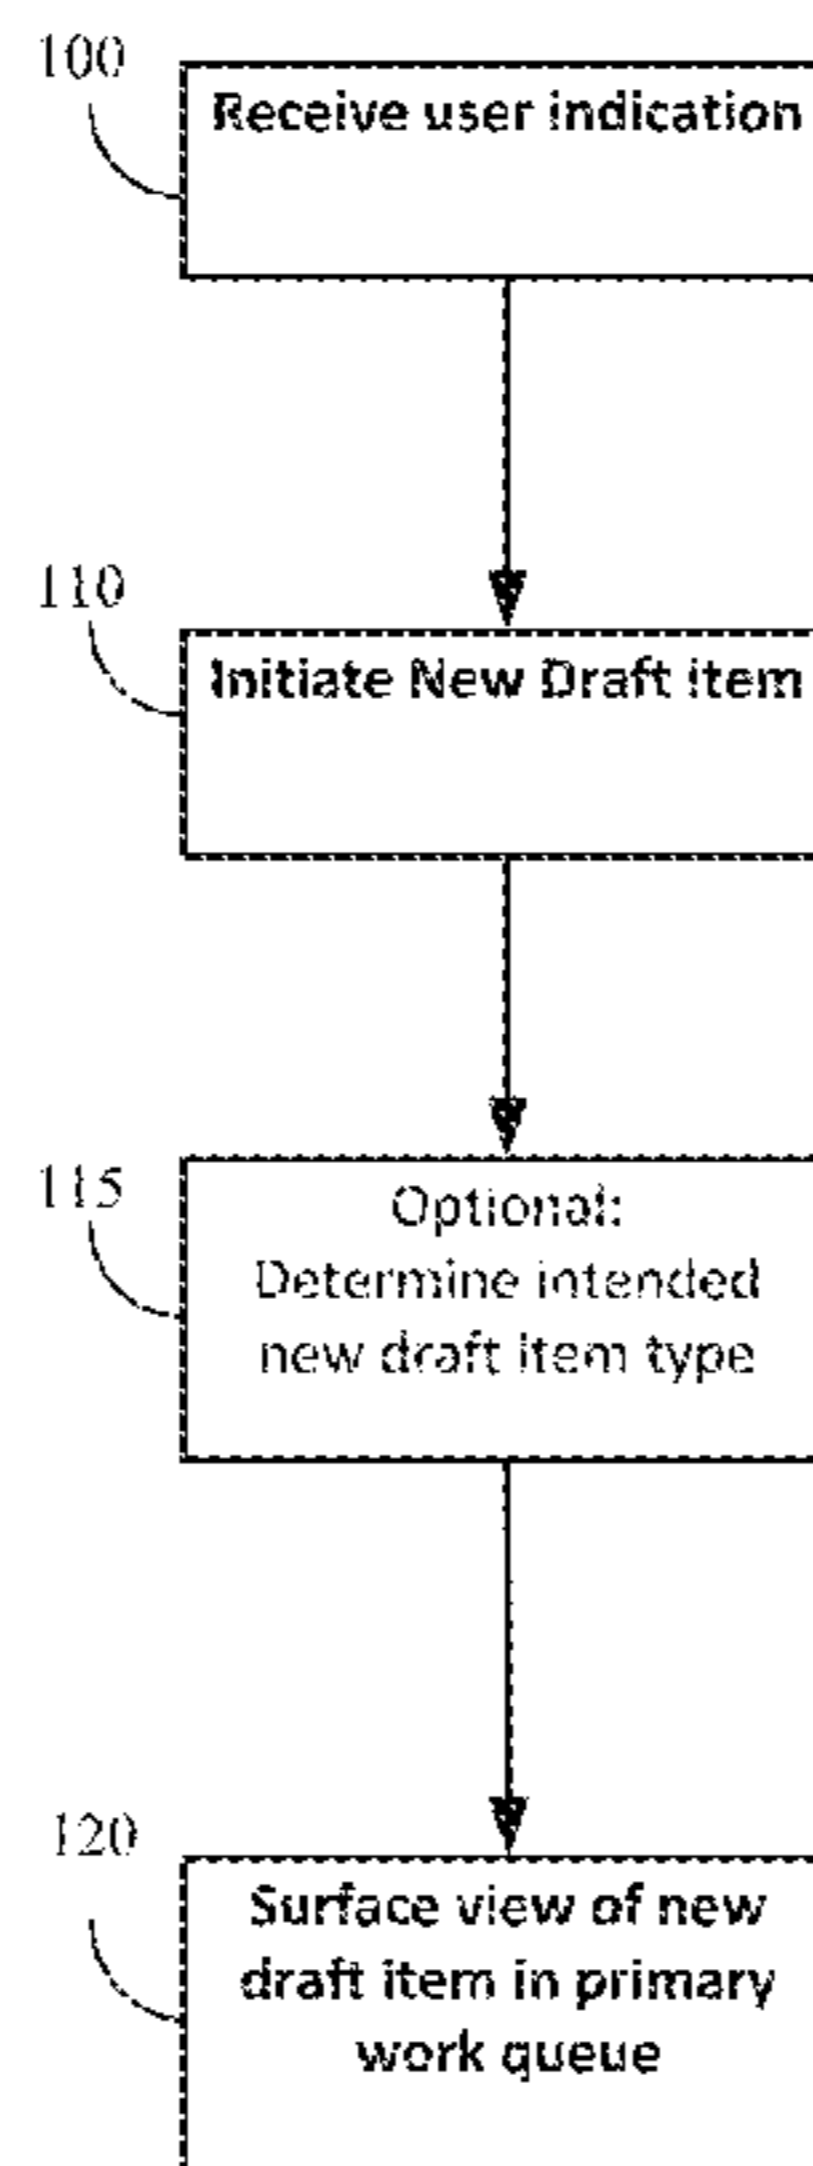 100
Receive user indication
110
Initiate New Draft item
115
Optional:
Determine intended
new draft item type
120
Surface view of new
draft item in primary
work queue